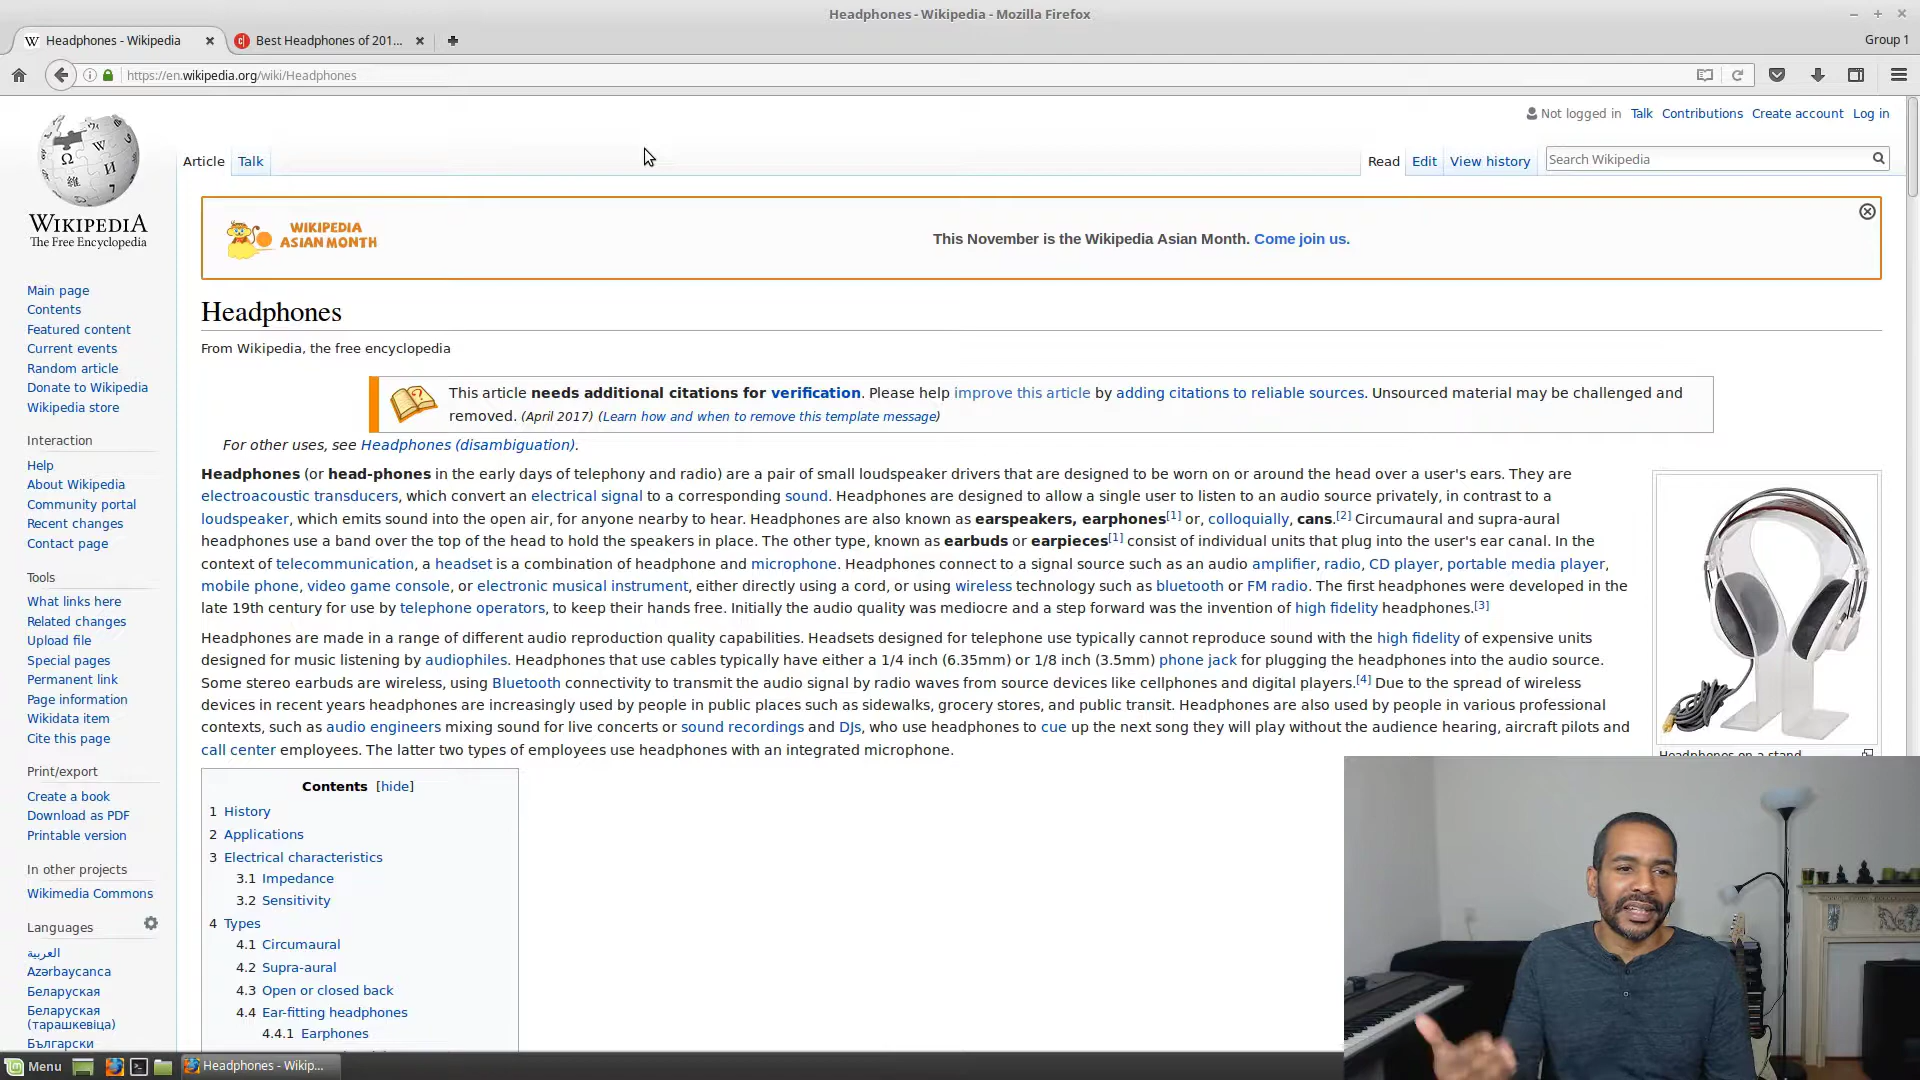 Headphones - Wikipedia - Mozilla Firefox
Headphones - Wikipedia
Best Headphones of 201...
Group 1
https://en.wikipedia.org/wiki/Headphones
Not logged in Talk Contributions Create account Log in
Article Talk
Read Edit View history
Search Wikipedia
WIKIPEDIA
The Free Encyclopedia
Main page
Contents
Featured content
Current events
Random article
Donate to Wikipedia
Wikipedia store
Interaction
Help
About Wikipedia
Community portal
Recent changes
Contact page
Tools
What links here
Related changes
Upload file
Special pages
Permanent link
Page information
Wikidata item
Cite this page
Print/export
Create a book
Download as PDF
Printable version
In other projects
Wikimedia Commons
Languages
العربية
Azərbaycanca
Беларуская
Беларуская
(тарашкевіца)
Български
WIKIPEDIA
ASIAN MONTH
This November is the Wikipedia Asian Month. Come join us.
Headphones
From Wikipedia, the free encyclopedia
This article needs additional citations for verification. Please help improve this article by adding citations to reliable sources. Unsourced material may be challenged and
removed. (April 2017) (Learn how and when to remove this template message)
For other uses, see Headphones (disambiguation).
Headphones (or head-phones in the early days of telephony and radio) are a pair of small loudspeaker drivers that are designed to be worn on or around the head over a user's ears. They are
electroacoustic transducers, which convert an electrical signal to a corresponding sound. Headphones are designed to allow a single user to listen to an audio source privately, in contrast to a
loudspeaker, which emits sound into the open air, for anyone nearby to hear. Headphones are also known as earspeakers, earphones[1] or, colloquially, cans.[2] Circumaural and supra-aural
headphones use a band over the top of the head to hold the speakers in place. The other type, known as earbuds or earpieces[1] consist of individual units that plug into the user's ear canal. In the
context of telecommunication, a headset is a combination of headphone and microphone. Headphones connect to a signal source such as an audio amplifier, radio, CD player, portable media player,
mobile phone, video game console, or electronic musical instrument, either directly using a cord, or using wireless technology such as bluetooth or FM radio. The first headphones were developed in the
late 19th century for use by telephone operators, to keep their hands free. Initially the audio quality was mediocre and a step forward was the invention of high fidelity headphones.[3]
Headphones are made in a range of different audio reproduction quality capabilities. Headsets designed for telephone use typically cannot reproduce sound with the high fidelity of expensive units
designed for music listening by audiophiles. Headphones that use cables typically have either a 1/4 inch (6.35mm) or 1/8 inch (3.5mm) phone jack for plugging the headphones into the audio source.
Some stereo earbuds are wireless, using Bluetooth connectivity to transmit the audio signal by radio waves from source devices like cellphones and digital players.[4] Due to the spread of wireless
devices in recent years headphones are increasingly used by people in public places such as sidewalks, grocery stores, and public transit. Headphones are also used by people in various professional
contexts, such as audio engineers mixing sound for live concerts or sound recordings and DJs, who use headphones to cue up the next song they will play without the audience hearing, aircraft pilots and
call center employees. The latter two types of employees use headphones with an integrated microphone.
Headphones on a stand
Contents [hide]
1 History
2 Applications
3 Electrical characteristics
3.1 Impedance
3.2 Sensitivity
4 Types
4.1 Circumaural
4.2 Supra-aural
4.3 Open or closed back
4.4 Ear-fitting headphones
4.4.1 Earphones
Menu
Headphones - Wikip...